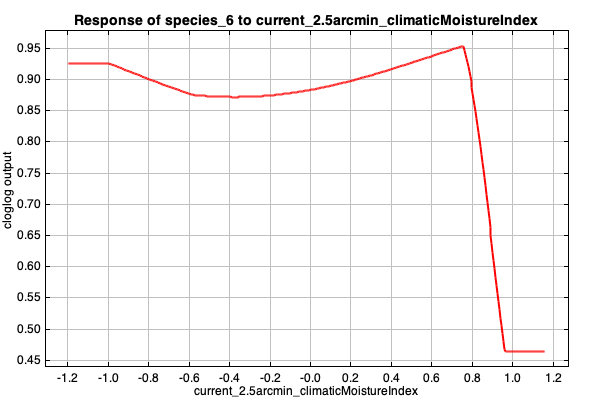 Response of species_6 to current_2.5arcmin_climaticMoistureIndex
cloglog output
0.95
0.90
0.85
0.80
0.75
0.70
0.65
0.60
0.55
0.50
0.45
-1.2 -1.0 -0.8 -0.6 -0.4 -0.2 -0.0 0.2 0.4 0.6 0.8 1.0 1.2
current_2.5arcmin_climaticMoistureIndex